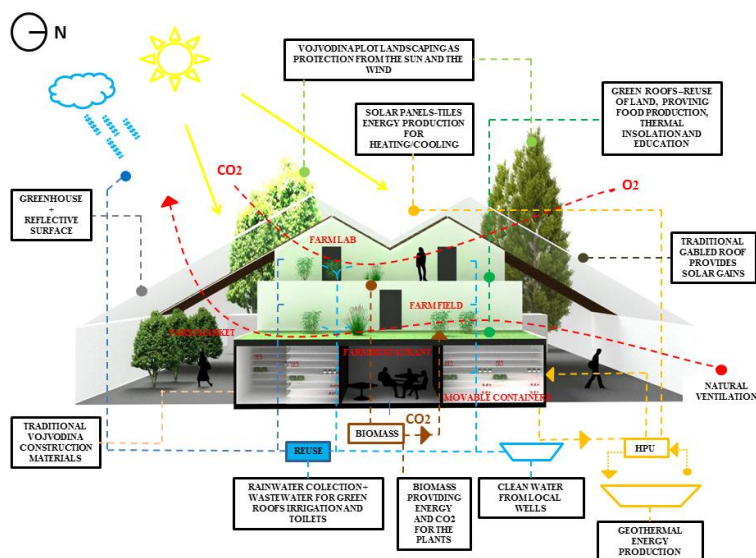 N
VOJVODINA PLOT LANDSCAPING AS
PROTECTION FROM THE SUN AND THE
WIND
SOLAR PANELS-TILES
ENERGY PRODUCTION
FOR
HEATING/COOLING
GREEN ROOFS–REUSE
OF LAND, PROVINIG
FOOD PRODUCTION,
THERMAL
INSOLATION AND
EDUCATION
CO2
O2
GREENHOUSE
+
REFLECTIVE
SURFACE
FARM LAB
TRADITIONAL
GABLED ROOF
PROVIDES
SOLAR GAINS
FARM FIELD
FARM MARKET
FARM RESTAURANT
MOVABLE CONTAINERS
NATURAL
VENTILATION
TRADITIONAL
VOJVODINA
CONSTRUCTION
MATERIALS
CO2
BIOMASS
REUSE
HPU
RAINWATER COLECTION+
WASTEWATER FOR GREEN
ROOFS IRRIGATION AND
TOILETS
BIOMASS
PROVIDING
ENERGY
AND CO2
FOR THE
PLANTS
CLEAN WATER
FROM LOCAL
WELLS
GEOTHERMAL
ENERGY
PRODUCTION